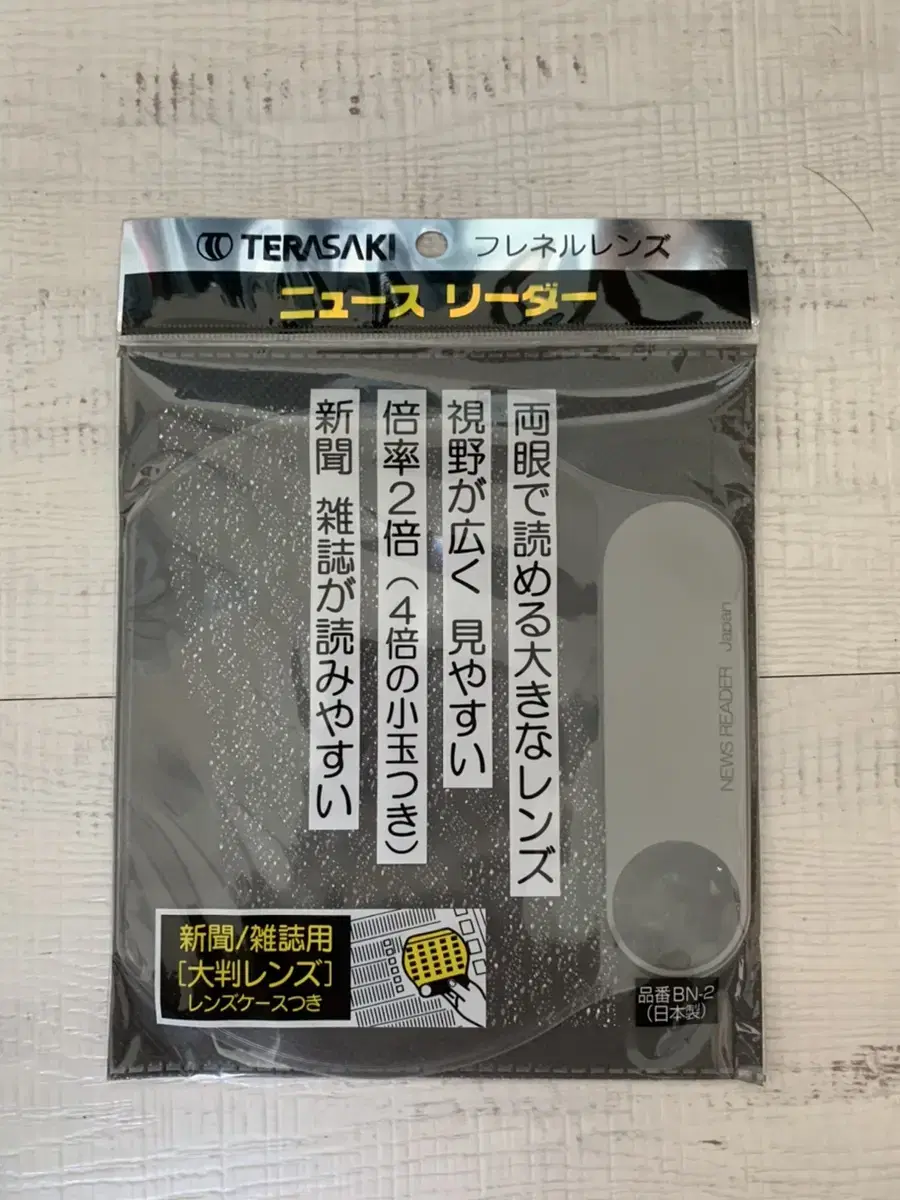 TERASAKI フレネルレンズ
ニュース リーダー
両眼で読める大きなレンズ
視野が広く 見やすい
倍率2倍(4倍の小玉つき)
新聞 雑誌が読みやすい
NEWS READER Japan
新聞/雑誌用
[大判レンズ]
レンズケースつき
品番BN-2
(日本製)